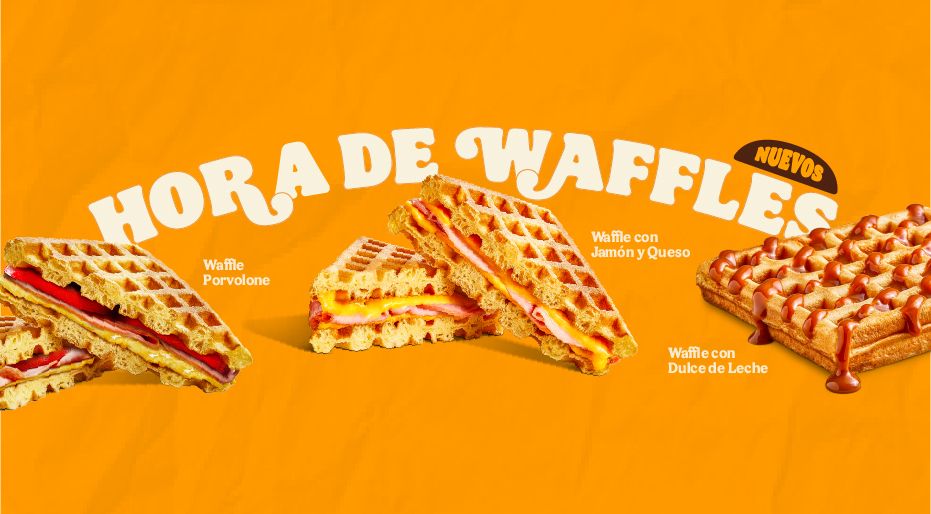 HORA DE WAFFLES
NUEVOS
Waffle
Porvolone
Waffle con
Jamón y Queso
Waffle con
Dulce de Leche